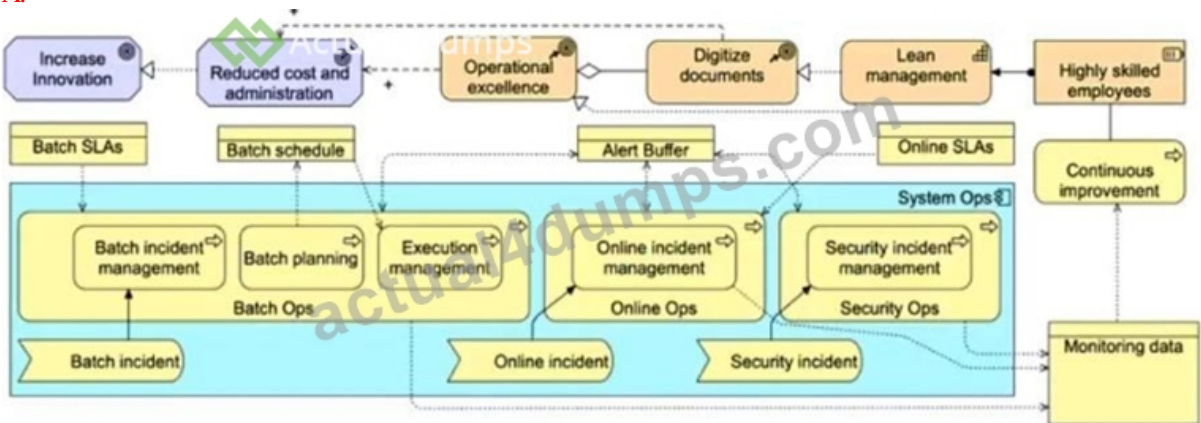 Increase
Innovation
Reduced cost and
administration
Operational
excellence
Digitize
documents
Lean
management
Highly skilled
employees
Batch SLAs
Batch schedule
Alert Buffer
Online SLAs
Continuous
improvement
System Ops
Batch incident
management
Batch planning
Execution
management
Online incident
management
Security incident
management
Batch Ops
Online Ops
Security Ops
Batch incident
Online incident
Security incident
Monitoring data
actual4dumps.com